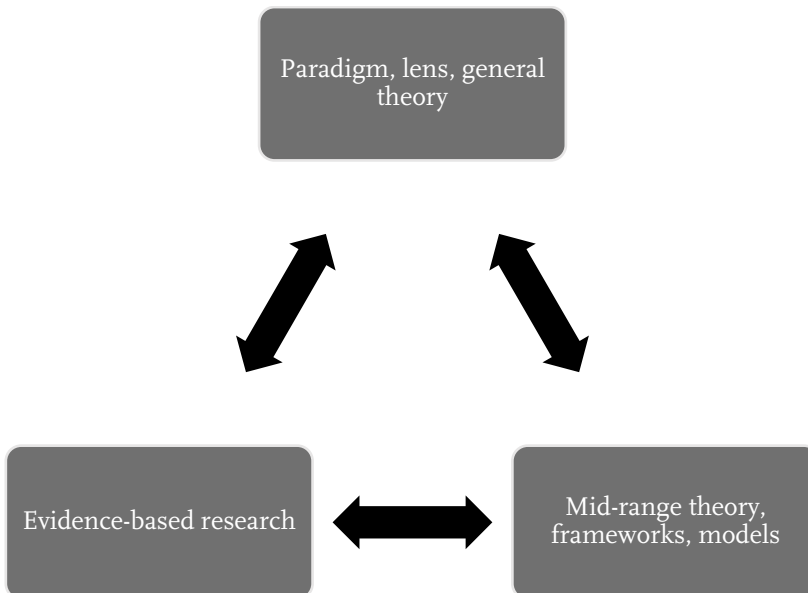 Paradigm, lens, general
theory
Evidence-based research
Mid-range theory,
frameworks, models